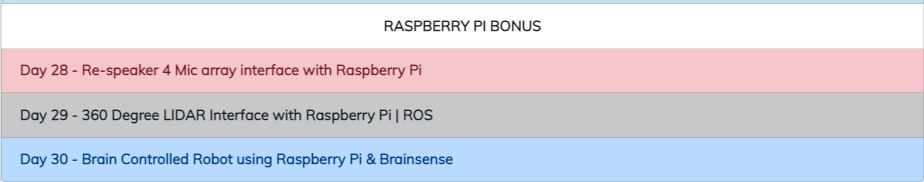 RASPBERRY PI BONUS
Day 28 - Re-speaker 4 Mic array interface with Raspberry Pi
Day 29 - 360 Degree LIDAR Interface with Raspberry Pi | ROS
Day 30 - Brain Controlled Robot using Raspberry Pi & Brainsense